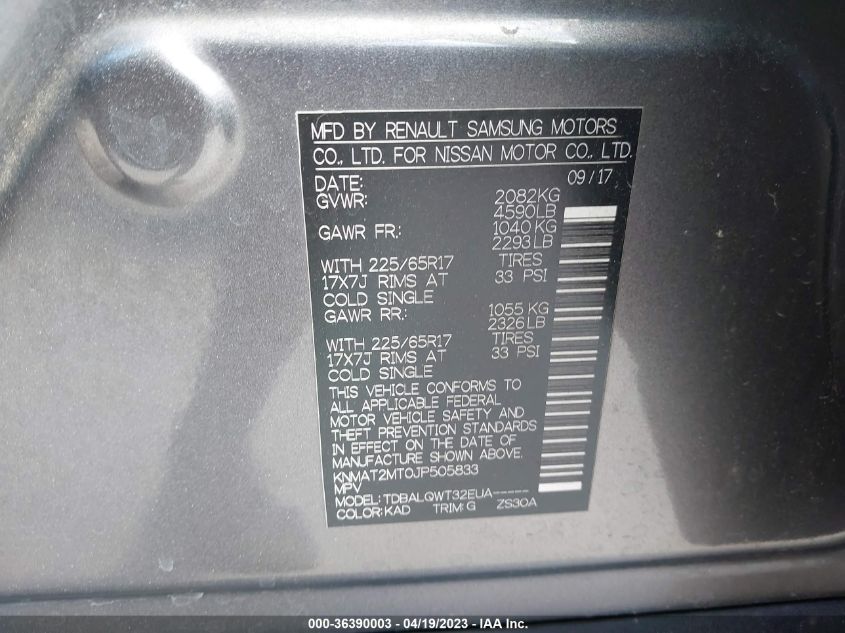 MFD BY RENAULT SAMSUNG MOTORS
CO., LTD. FOR NISSAN MOTOR CO., LTD.
DATE: 09/17
GVWR: 2082KG
4590LB
GAWR FR.: 1040 KG
2293LB
WITH 225/65R17 TIRES
17X7J RIMS AT 33 PSI
COLD SINGLE
GAWR RR.: 1055 KG
2326LB
WITH 225/65R17 TIRES
17X7J RIMS AT 33 PSI
COLD SINGLE
THIS VEHICLE CONFORMS TO
ALL APPLICABLE FEDERAL
MOTOR VEHICLE SAFETY AND
THEFT PREVENTION STANDARDS
IN EFFECT ON THE DATE OF
MANUFACTURE SHOWN ABOVE.
KNMAT2MT0JP505833
MPV
MODEL: TDBALQWT32EUA-----
COLOR: KAD TRIM: G ZS30A
000-36390003 - 04/19/2023 - IAA Inc.